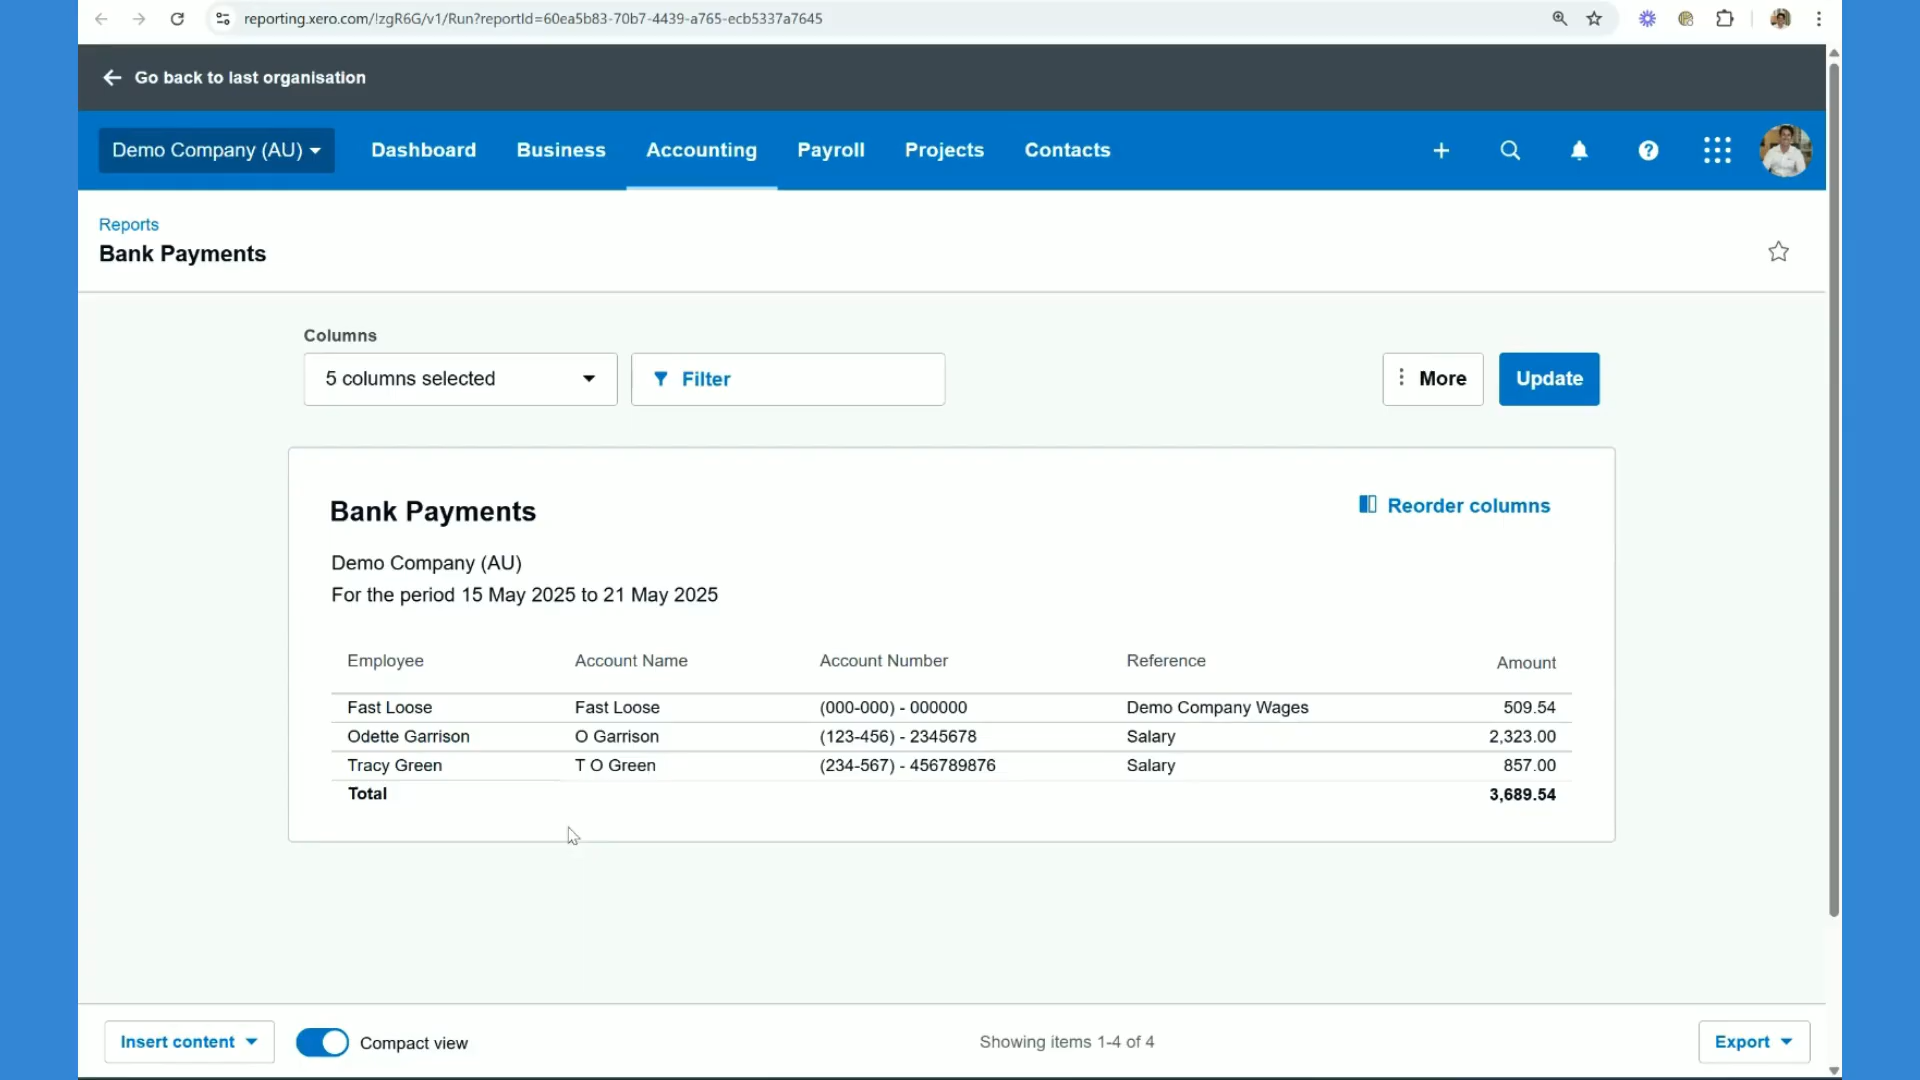 reporting.xero.com/!zgR6G/v1/Run?reportId=60ea5b83-70b7-4439-a765-ecb5337a7645
Go back to last organisation
Demo Company (AU) Dashboard Business Accounting Payroll Projects Contacts
Reports
Bank Payments
Columns
5 columns selected Filter More Update
Bank Payments Reorder columns
Demo Company (AU)
For the period 15 May 2025 to 21 May 2025
Employee Account Name Account Number Reference Amount
Fast Loose Fast Loose (000-000) - 000000 Demo Company Wages 509.54
Odette Garrison O Garrison (123-456) - 2345678 Salary 2,323.00
Tracy Green T O Green (234-567) - 456789876 Salary 857.00
Total 3,689.54
Insert content Compact view Showing items 1-4 of 4 Export